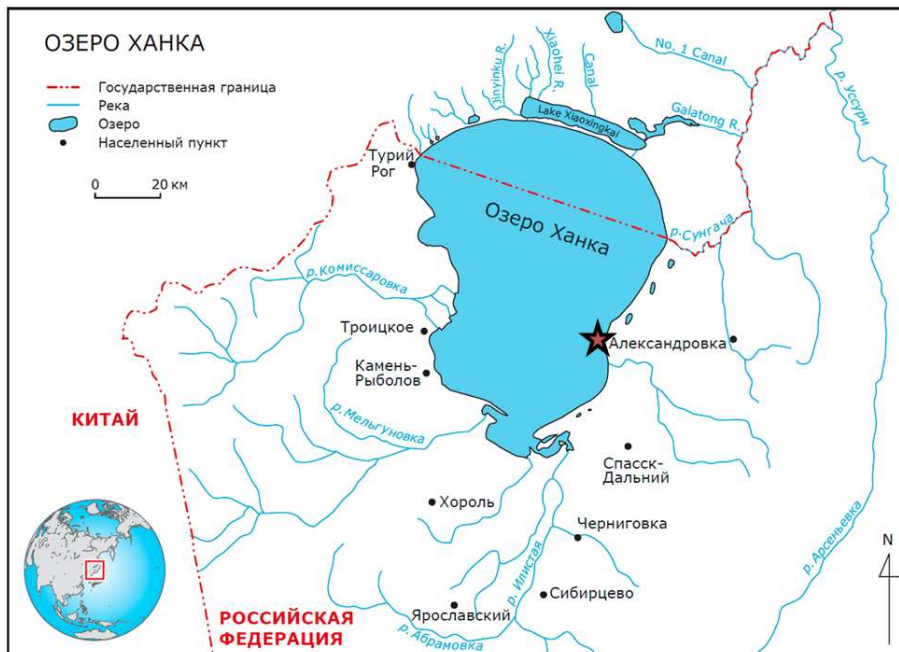 ОЗЕРО ХАНКА
Государственная граница
Река
Озеро
Населенный пункт
0 20 км
Jinyinku R.
Xiaohei R.
Canal
No. 1 Canal
Lake Xiaoxingkai
Galatong R.
р. Уссури
Турий
Рог
Озеро Ханка
р.Сунгача
р.Комиссаровка
Троицкое
Александровка
Камень-
Рыболов
КИТАЙ
р. Мельгуновка
Спасск-
Дальний
Хороль
Черниговка
р. Илистая
р. Арсеньевка
N
Сибирцево
Ярославский
РОССИЙСКАЯ
ФЕДЕРАЦИЯ
р. Абрамовка